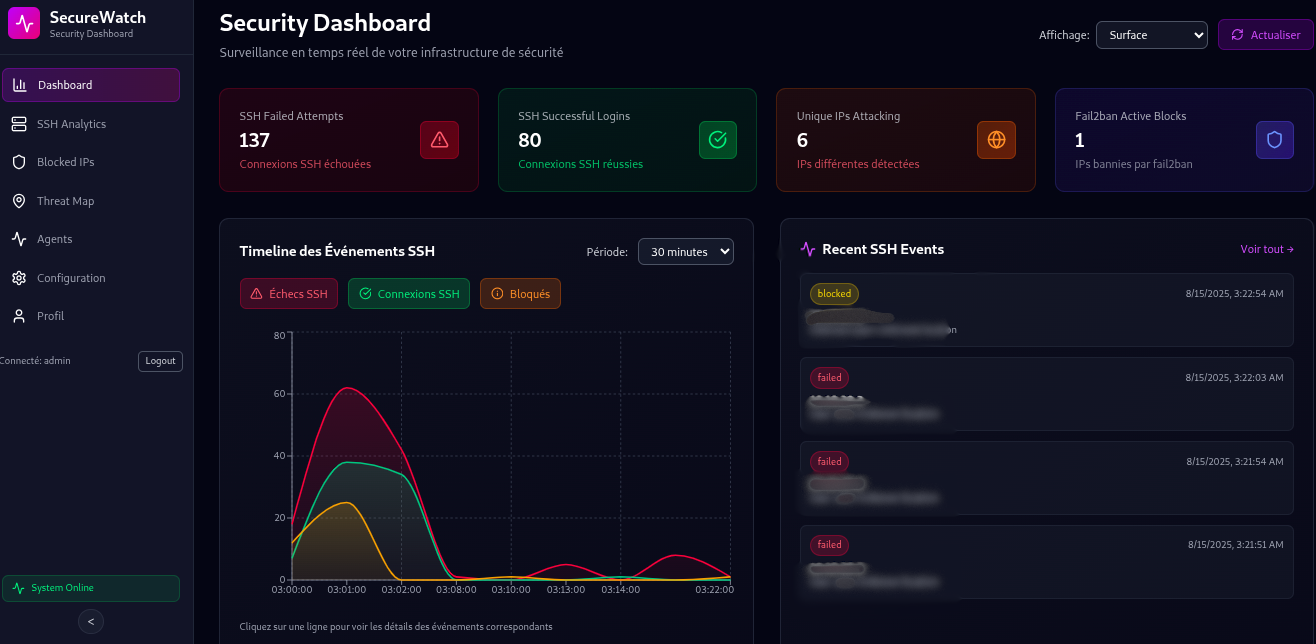 SecureWatch
Security Dashboard
Dashboard
SSH Analytics
Blocked IPs
Threat Map
Agents
Configuration
Profil
Connecté: admin
Logout
System Online
<
Security Dashboard
Surveillance en temps réel de votre infrastructure de sécurité
Affichage:
Surface
Actualiser
SSH Failed Attempts
137
Connexions SSH échouées
SSH Successful Logins
80
Connexions SSH réussies
Unique IPs Attacking
6
IPs différentes détectées
Fail2ban Active Blocks
1
IPs bannies par fail2ban
Timeline des Événements SSH
Période:
30 minutes
Échecs SSH
Connexions SSH
Bloqués
80
60
40
20
0
03:00:00 03:01:00 03:02:00 03:08:00 03:10:00 03:13:00 03:14:00 03:22:00
Cliquez sur une ligne pour voir les détails des événements correspondants
Recent SSH Events
Voir tout →
blocked
8/15/2025, 3:22:54 AM
failed
8/15/2025, 3:22:03 AM
failed
8/15/2025, 3:21:54 AM
failed
8/15/2025, 3:21:51 AM